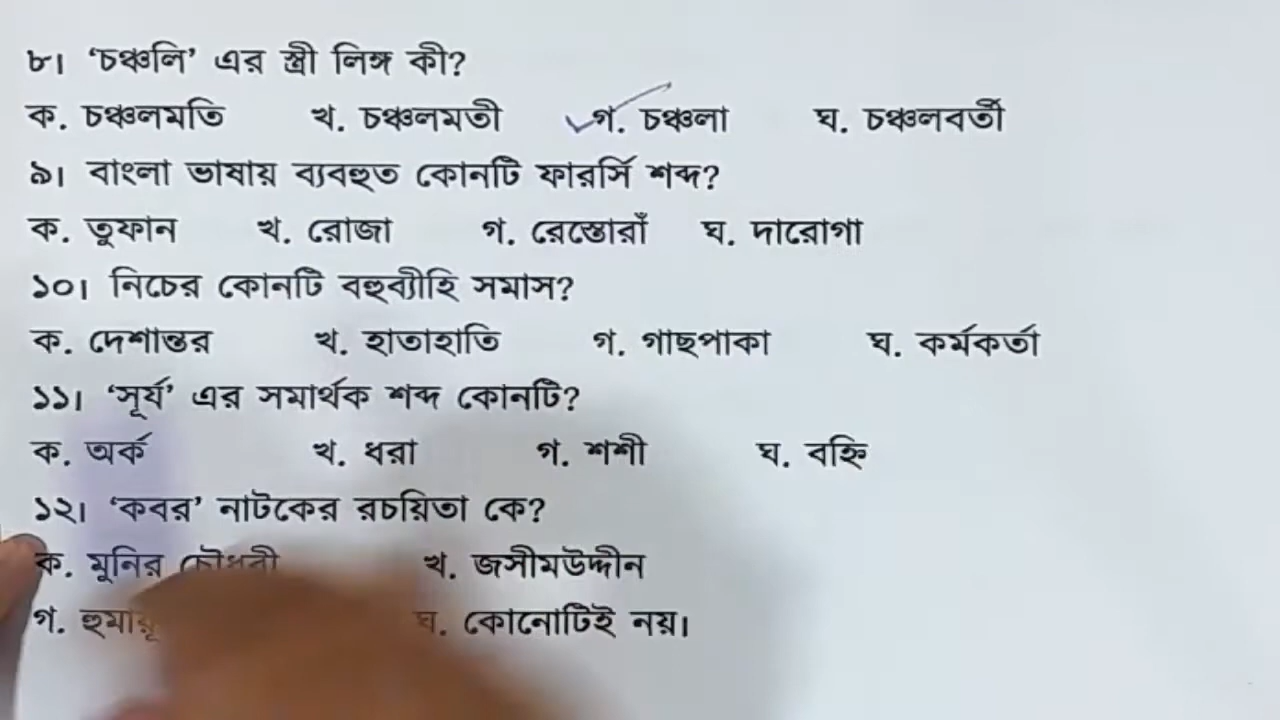 ৮। ‘চঞ্চলি’ এর স্ত্রী লিঙ্গ কী?
ক. চঞ্চলমতি খ. চঞ্চলমতী গ. চঞ্চলা ঘ. চঞ্চলবর্তী
৯। বাংলা ভাষায় ব্যবহৃত কোনটি ফারর্সি শব্দ?
ক. তুফান খ. রোজা গ. রেস্তোরাঁ ঘ. দারোগা
১০। নিচের কোনটি বহুব্যীহি সমাস?
ক. দেশান্তর খ. হাতাহাতি গ. গাছপাকা ঘ. কর্মকর্তা
১১। ‘সূর্য’ এর সমার্থক শব্দ কোনটি?
ক. অর্ক খ. ধরা গ. শশী ঘ. বহ্নি
১২। ‘কবর’ নাটকের রচয়িতা কে?
ক. মুনির চৌধুরী খ. জসীমউদ্দীন
গ. ঘ. কোনোটিই নয়।